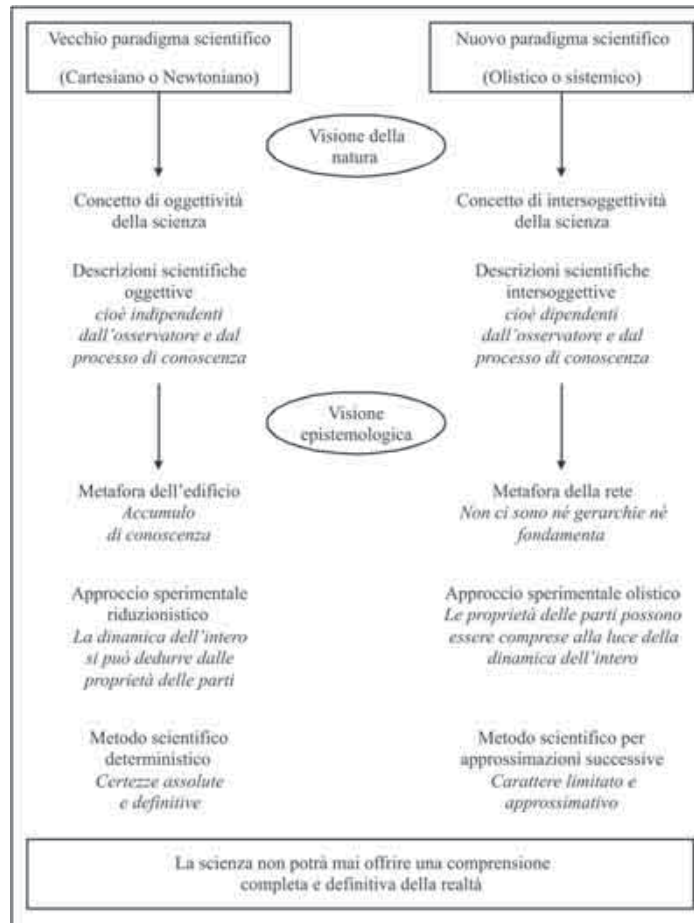 Vecchio paradigma scientifico
(Cartesiano o Newtoniano)
Nuovo paradigma scientifico
(Olistico o sistemico)
Visione della
natura
Concetto di oggettività
della scienza
Concetto di intersoggettività
della scienza
Descrizioni scientifiche
oggettive
cioè indipendenti
dall'osservatore e dal
processo di conoscenza
Descrizioni scientifiche
intersoggettive
cioè dipendenti
dall'osservatore e dal
processo di conoscenza
Visione
epistemologica
Metafora dell'edificio
Accumulo
di conoscenza
Metafora della rete
Non ci sono né gerarchie né
fondamenta
Approccio sperimentale
riduzionistico
La dinamica dell'intero
si può dedurre dalle
proprietà delle parti
Approccio sperimentale olistico
Le proprietà delle parti possono
essere comprese alla luce della
dinamica dell'intero
Metodo scientifico
deterministico
Certezze assolute
e definitive
Metodo scientifico per
approssimazioni successive
Carattere limitato e
approssimativo
La scienza non potrà mai offrire una comprensione
completa e definitiva della realtà